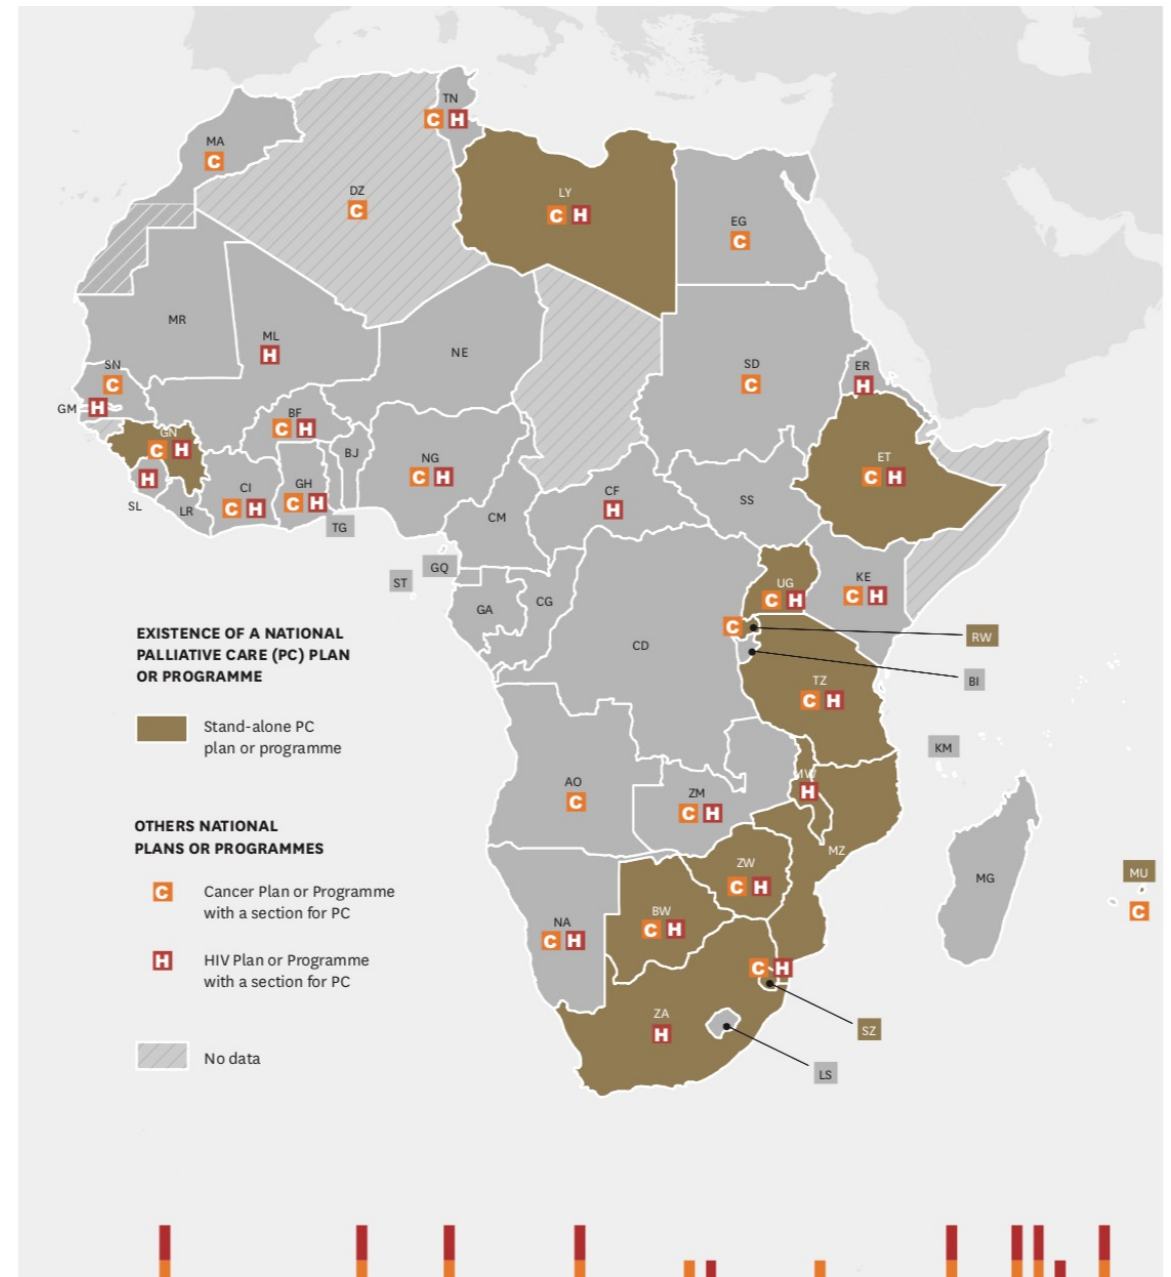 TN
C H
MA
C
DZ
C
LY
C H
EG
C
MR
ML
H
NE
SD
C
ER
H
SN
C
GM H
BF
C H
GN
C H
BJ
NG
C H
ET
C H
H
SL
LR
CI
C H
GH
C H
TG
CF
H
SS
CM
GQ
ST
GA
CG
UG
C H
KE
C H
CD
C
RW
BI
EXISTENCE OF A NATIONAL
PALLIATIVE CARE (PC) PLAN
OR PROGRAMME
Stand-alone PC
plan or programme
TZ
C H
KM
AO
C
ZM
C H
MW
H
MZ
OTHERS NATIONAL
PLANS OR PROGRAMMES
C Cancer Plan or Programme
with a section for PC
H HIV Plan or Programme
with a section for PC
No data
ZW
C H
MG
MU
C
NA
C H
BW
C H
C H
SZ
ZA
H
LS